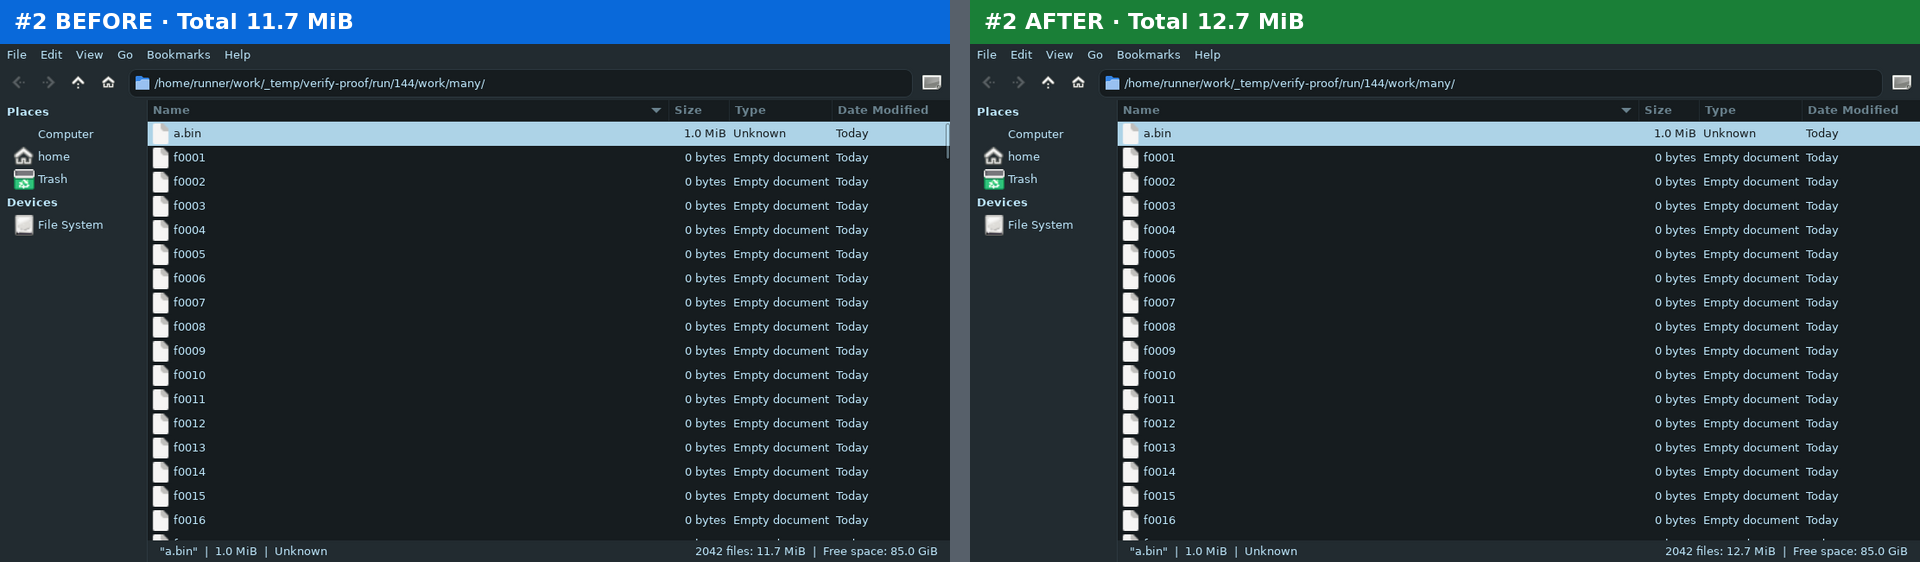 #2 BEFORE · Total 11.7 MiB
File Edit View Go Bookmarks Help
/home/runner/work/_temp/verify-proof/run/144/work/many/
Places
Computer
home
Trash
Devices
File System
Name Size Type Date Modified
a.bin 1.0 MiB Unknown Today
f0001 0 bytes Empty document Today
f0002 0 bytes Empty document Today
f0003 0 bytes Empty document Today
f0004 0 bytes Empty document Today
f0005 0 bytes Empty document Today
f0006 0 bytes Empty document Today
f0007 0 bytes Empty document Today
f0008 0 bytes Empty document Today
f0009 0 bytes Empty document Today
f0010 0 bytes Empty document Today
f0011 0 bytes Empty document Today
f0012 0 bytes Empty document Today
f0013 0 bytes Empty document Today
f0014 0 bytes Empty document Today
f0015 0 bytes Empty document Today
f0016 0 bytes Empty document Today
"a.bin" | 1.0 MiB | Unknown 2042 files: 11.7 MiB | Free space: 85.0 GiB
#2 AFTER · Total 12.7 MiB
File Edit View Go Bookmarks Help
/home/runner/work/_temp/verify-proof/run/144/work/many/
Places
Computer
home
Trash
Devices
File System
Name Size Type Date Modified
a.bin 1.0 MiB Unknown Today
f0001 0 bytes Empty document Today
f0002 0 bytes Empty document Today
f0003 0 bytes Empty document Today
f0004 0 bytes Empty document Today
f0005 0 bytes Empty document Today
f0006 0 bytes Empty document Today
f0007 0 bytes Empty document Today
f0008 0 bytes Empty document Today
f0009 0 bytes Empty document Today
f0010 0 bytes Empty document Today
f0011 0 bytes Empty document Today
f0012 0 bytes Empty document Today
f0013 0 bytes Empty document Today
f0014 0 bytes Empty document Today
f0015 0 bytes Empty document Today
f0016 0 bytes Empty document Today
"a.bin" | 1.0 MiB | Unknown 2042 files: 12.7 MiB | Free space: 85.0 GiB